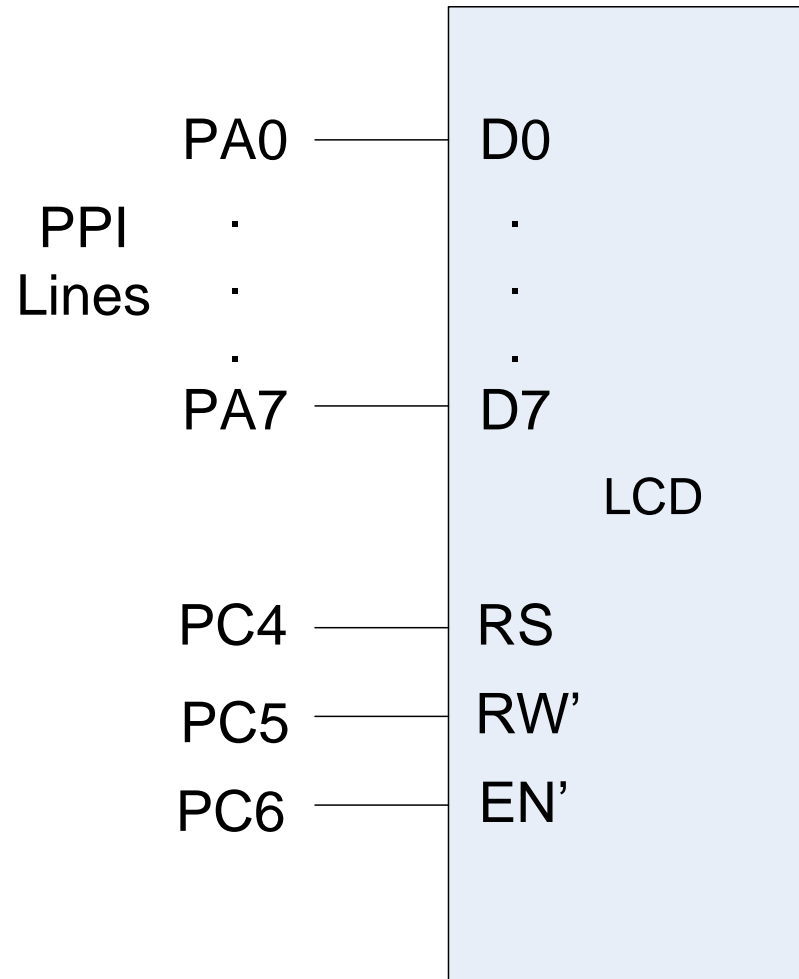 PA0 D0
PPI . .
Lines . .
. .
PA7 D7
LCD
PC4 RS
PC5 RW’
PC6 EN’